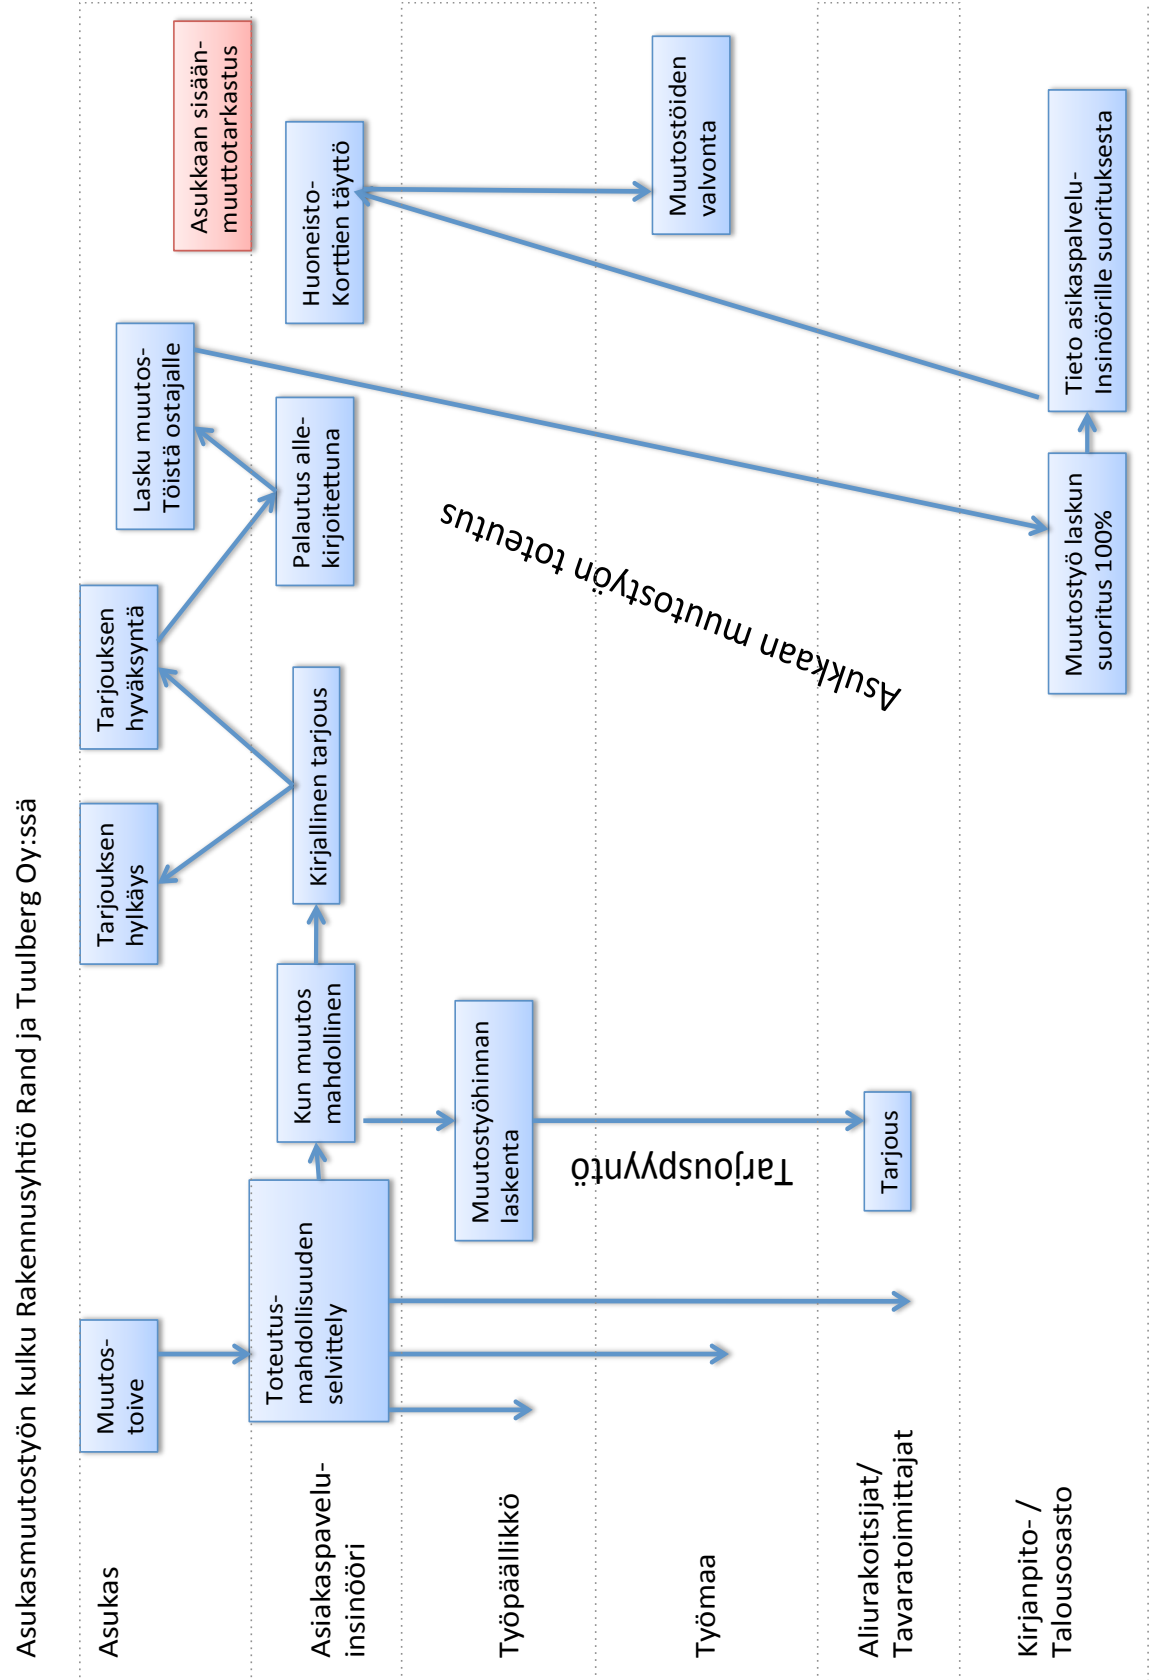 Asukasmuutostyön kulku Rakennusyhtiö Rand ja Tuulberg Oy:ssä
Asukas
Muutos-
toive
Tarjouksen
hylkäys
Tarjouksen
hyväksyntä
Lasku muutos-
Töistä ostajalle
Asukkaan sisään-
muuttotarkastus
Asiakaspavelu-
insinööri
Toteutus-
mahdollisuuden
selvittely
Kun muutos
mahdollinen
Kirjallinen tarjous
Palautus alle-
kirjoitettuna
Huoneisto-
Korttien täyttö
Työpäällikkö
Muutostyöhinnan
laskenta
Tarjouspyyntö
Asukkaan muutostyön toteutus
Työmaa
Muutostöiden
valvonta
Aliurakoitsijat/
Tavaratoimittajat
Tarjous
Kirjanpito- /
Talousosasto
Muutostyö laskun
suoritus 100%
Tieto asikaspalvelu-
Insinöörille suorituksesta